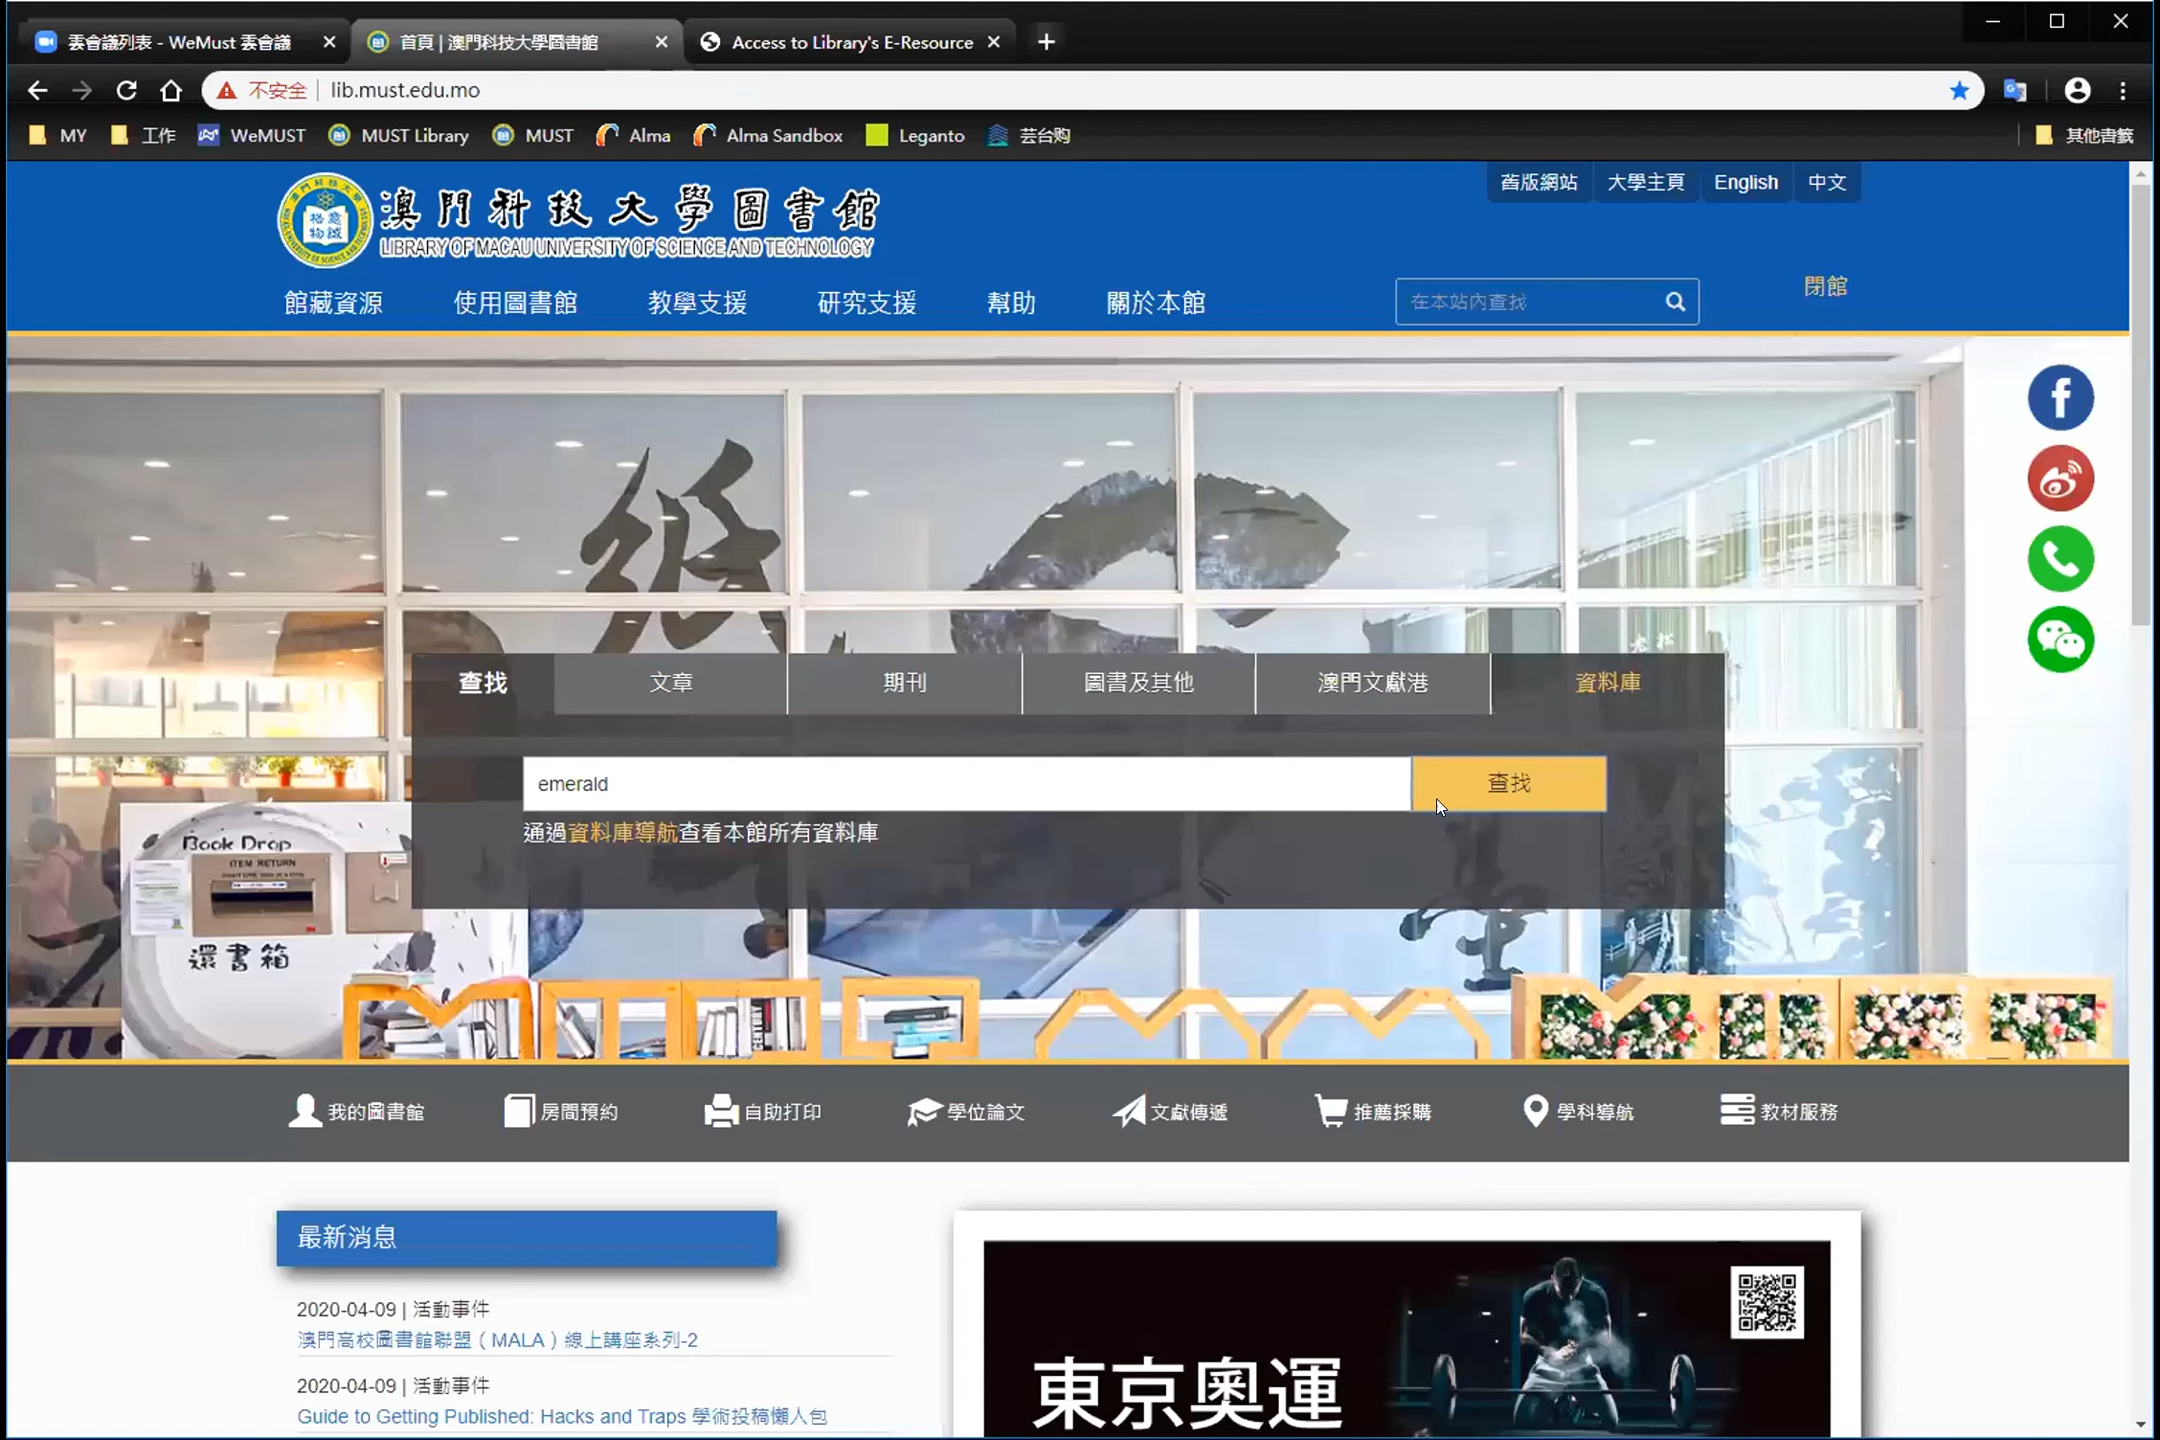 雲會議列表 - WeMust 雲會議
首頁 | 澳門科技大學圖書館
Access to Library's E-Resource
不安全 | lib.must.edu.mo
MY 工作 WeMUST MUST Library MUST Alma Alma Sandbox Leganto 芸台购 其他書籤
舊版網站 大學主頁 English 中文
澳門科技大學圖書館
LIBRARY OF MACAU UNIVERSITY OF SCIENCE AND TECHNOLOGY
館藏資源 使用圖書館 教學支援 研究支援 幫助 關於本館
在本站內查找
閉館
紙
查找 文章 期刊 圖書及其他 澳門文獻港 資料庫
emerald
查找
通過資料庫導航查看本館所有資料庫
Book Drop
ITEM RETURN
還書箱
我的圖書館 房間預約 自助打印 學位論文 文獻傳遞 推薦採購 學科導航 教材服務
最新消息
2020-04-09 | 活動事件
澳門高校圖書館聯盟（MALA）線上講座系列-2
2020-04-09 | 活動事件
Guide to Getting Published: Hacks and Traps 學術投稿懶人包
東京奧運